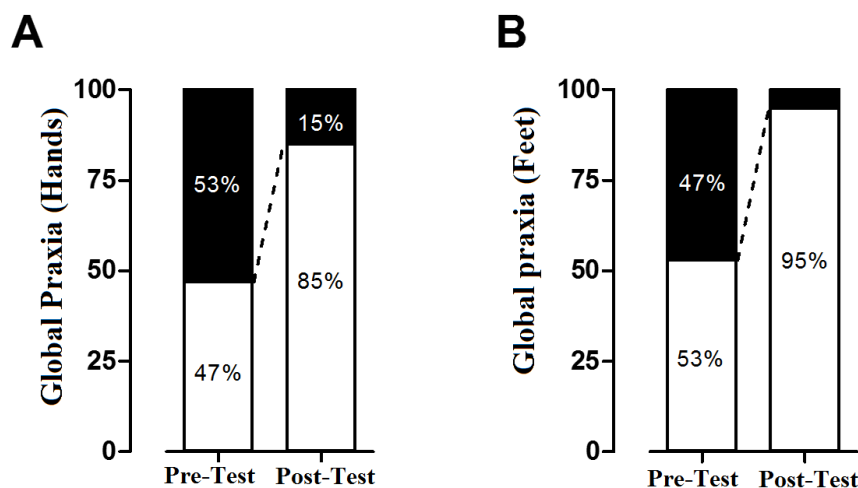 A
Global Praxia (Hands)
100
75
50
25
0
53%
47%
15%
85%
Pre-Test
Post-Test
B
Global praxia (Feet)
100
75
50
25
0
47%
53%
95%
Pre-Test
Post-Test